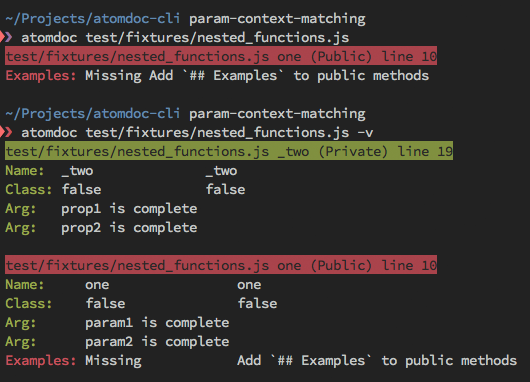 ~/Projects/atomdoc-cli param-context-matching
❯ atomdoc test/fixtures/nested_functions.js
test/fixtures/nested_functions.js one (Public) line 10
Examples: Missing Add `## Examples` to public methods
~/Projects/atomdoc-cli param-context-matching
❯ atomdoc test/fixtures/nested_functions.js -v
test/fixtures/nested_functions.js _two (Private) line 19
Name: _two _two
Class: false false
Arg: prop1 is complete
Arg: prop2 is complete
test/fixtures/nested_functions.js one (Public) line 10
Name: one one
Class: false false
Arg: param1 is complete
Arg: param2 is complete
Examples: Missing Add `## Examples` to public methods